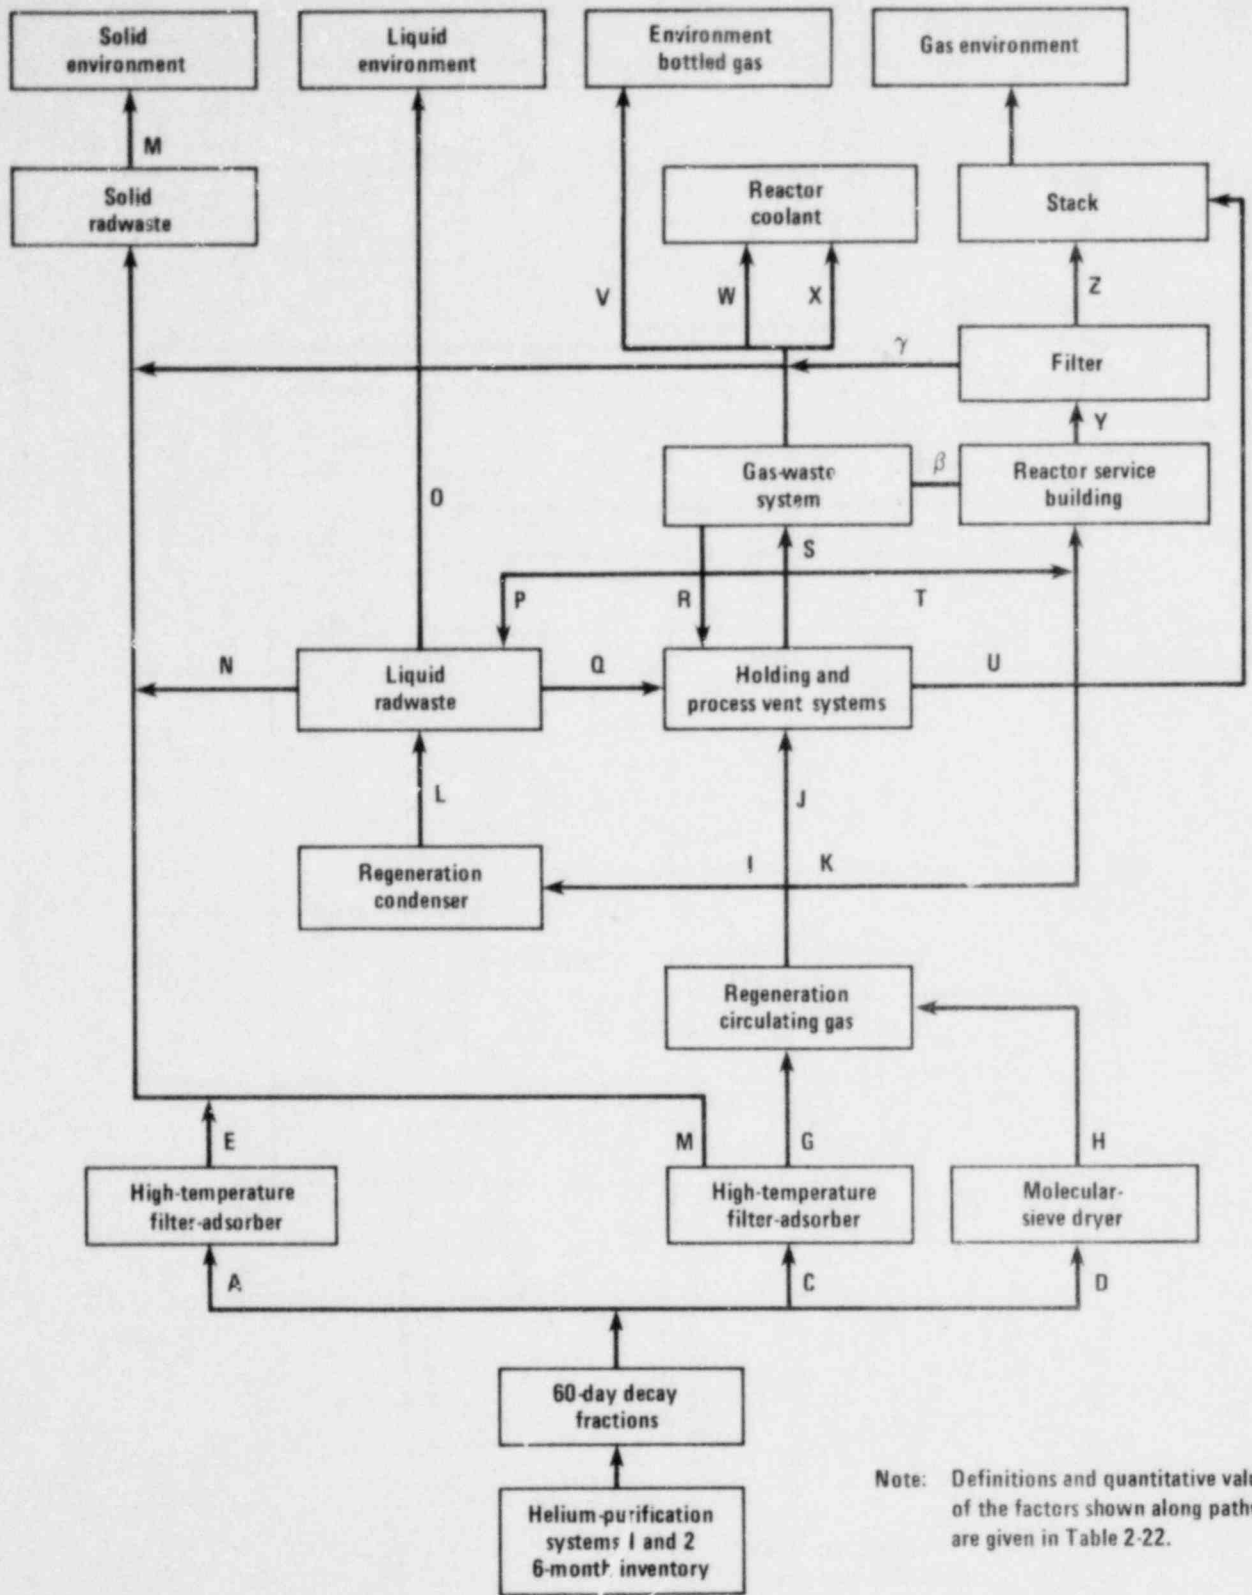 Solid
environment
Liquid
environment
Environment
bottled gas
Gas environment
M
Solid
radwaste
Reactor
coolant
Stack
V
W
X
Z
γ
Filter
Y
Gas-waste
system
β
Reactor service
building
O
S
P
R
T
N
Liquid
radwaste
Q
Holding and
process vent systems
U
L
J
Regeneration
condenser
I
K
Regeneration
circulating gas
E
M
G
H
High-temperature
filter-adsorber
High-temperature
filter-adsorber
Molecular-
sieve dryer
A
C
D
60-day decay
fractions
Helium-purification
systems 1 and 2
6-month inventory
Note: Definitions and quantitative valu
of the factors shown along paths
are given in Table 2-22.